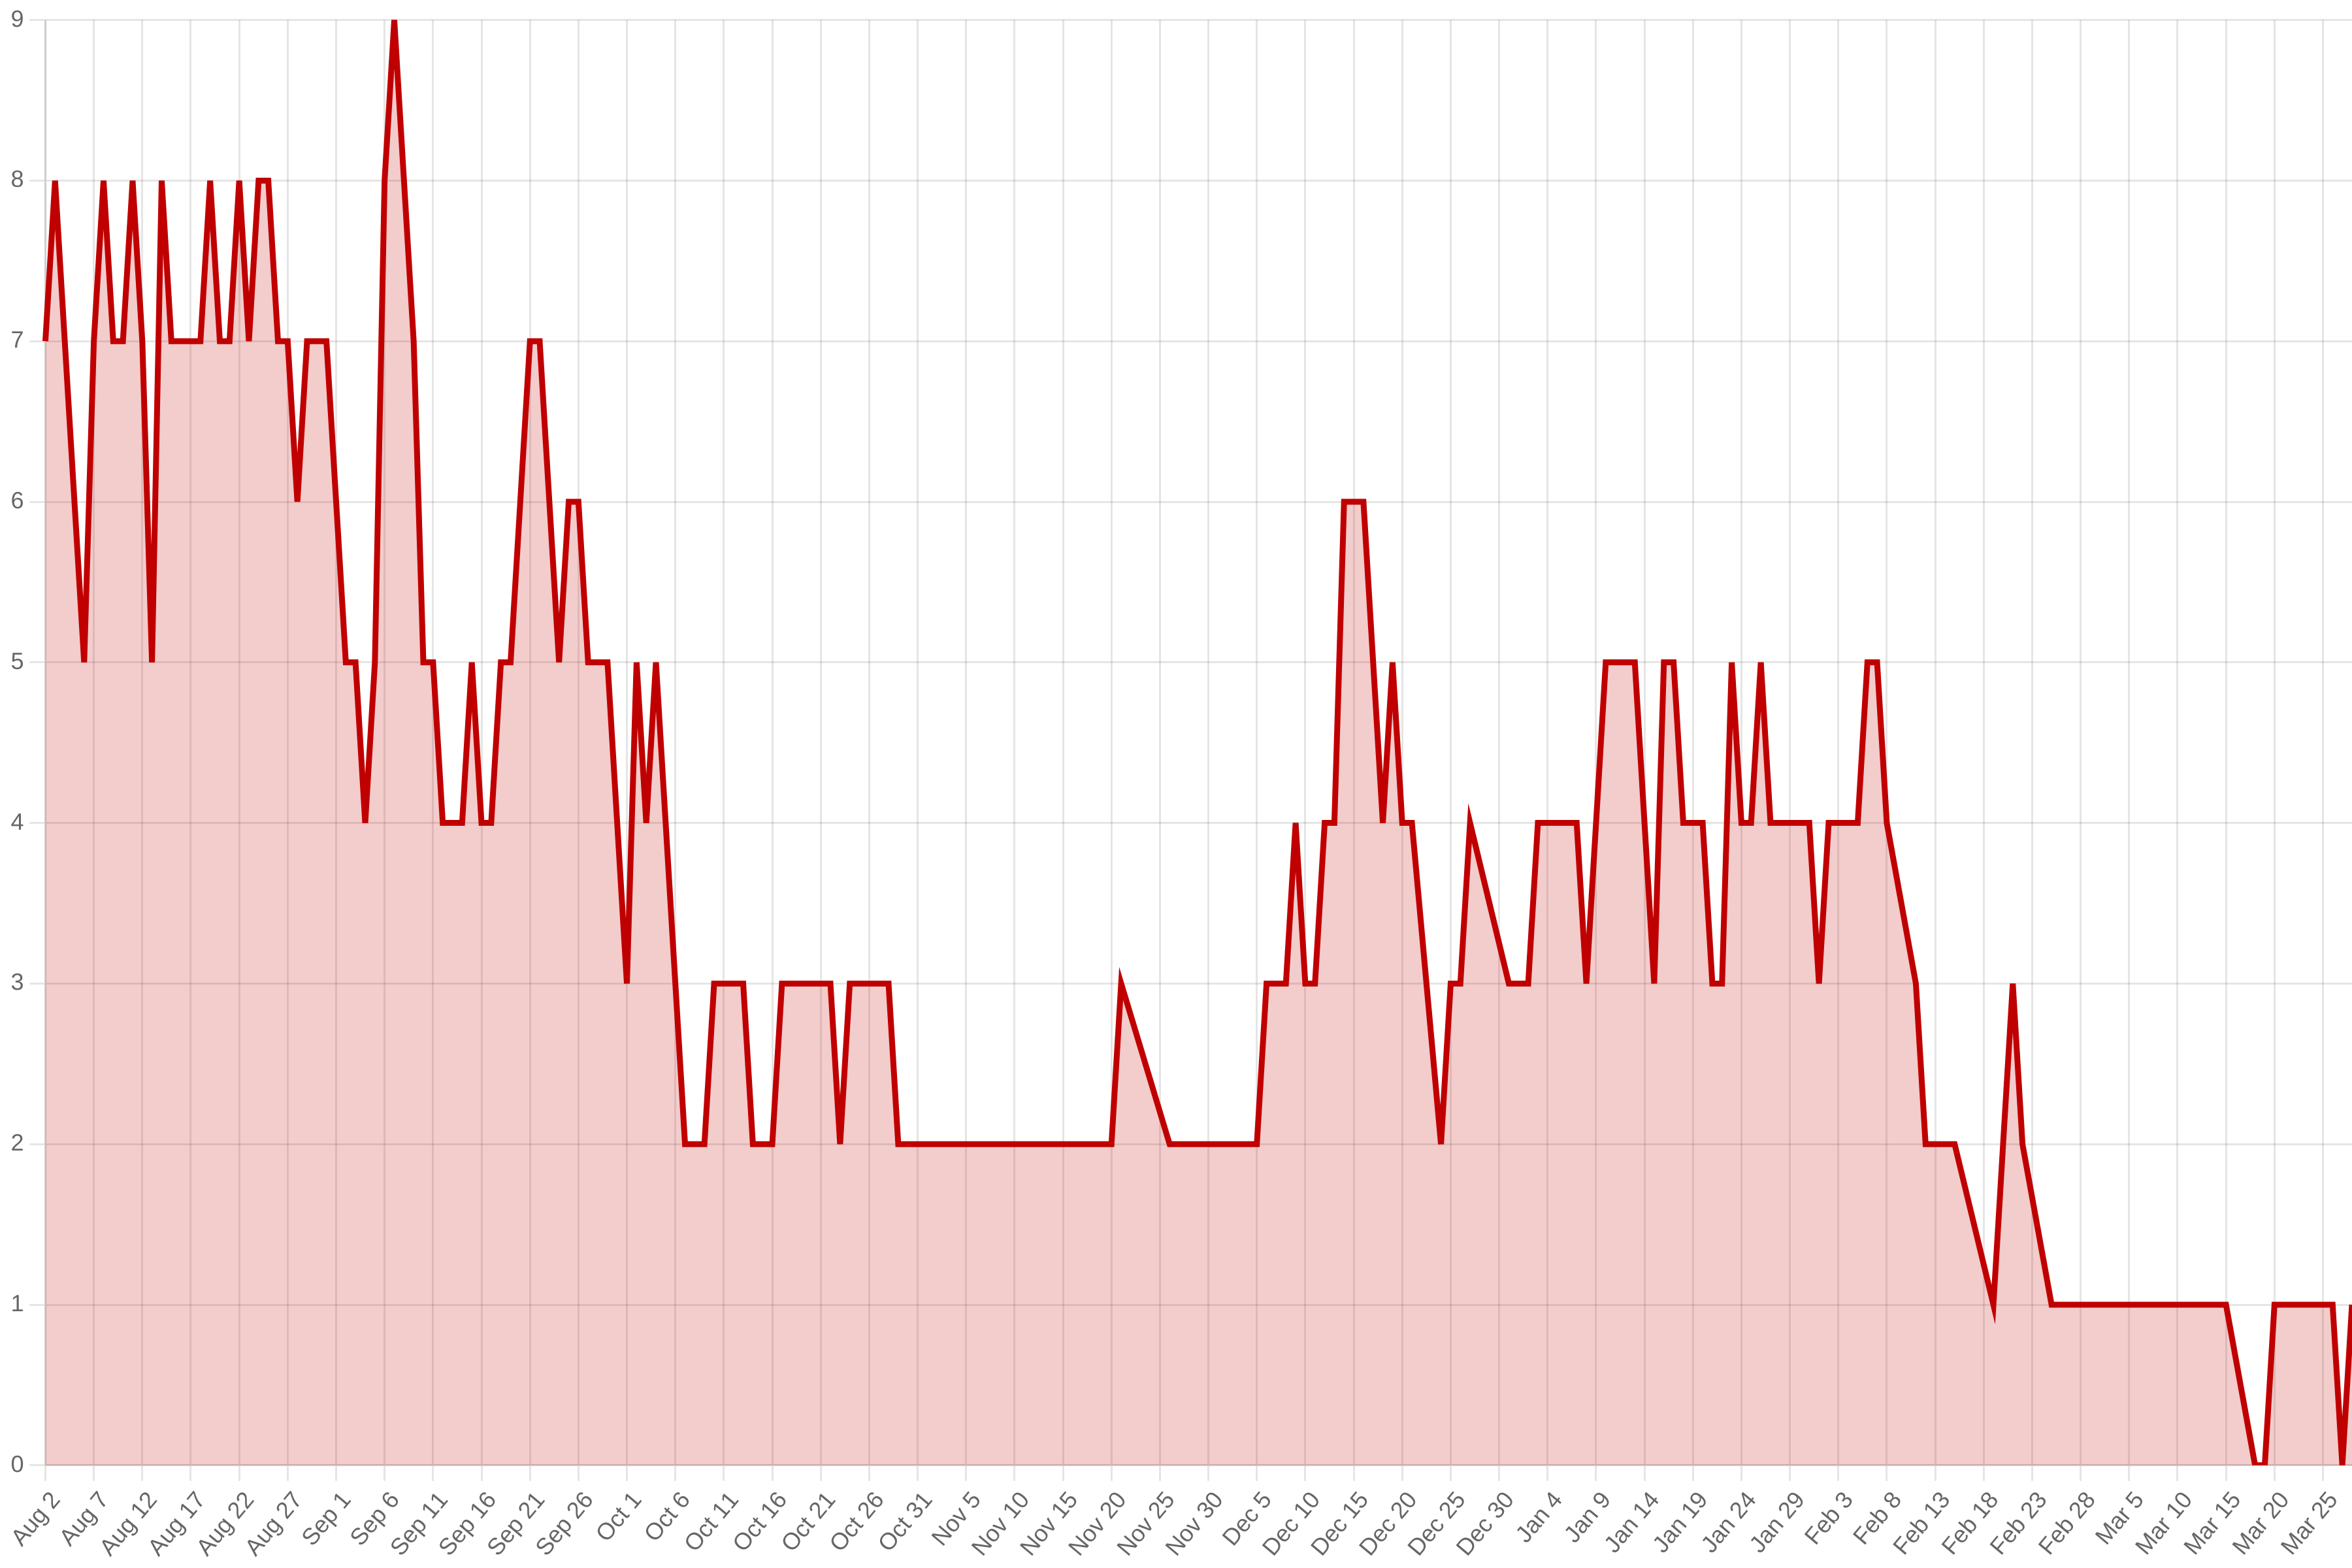 9
8
7
6
5
4
3
2
1
0
Aug 2
Aug 7
Aug 12
Aug 17
Aug 22
Aug 27
Sep 1
Sep 6
Sep 11
Sep 16
Sep 21
Sep 26
Oct 1
Oct 6
Oct 11
Oct 16
Oct 21
Oct 26
Oct 31
Nov 5
Nov 10
Nov 15
Nov 20
Nov 25
Nov 30
Dec 5
Dec 10
Dec 15
Dec 20
Dec 25
Dec 30
Jan 4
Jan 9
Jan 14
Jan 19
Jan 24
Jan 29
Feb 3
Feb 8
Feb 13
Feb 18
Feb 23
Feb 28
Mar 5
Mar 10
Mar 15
Mar 20
Mar 25